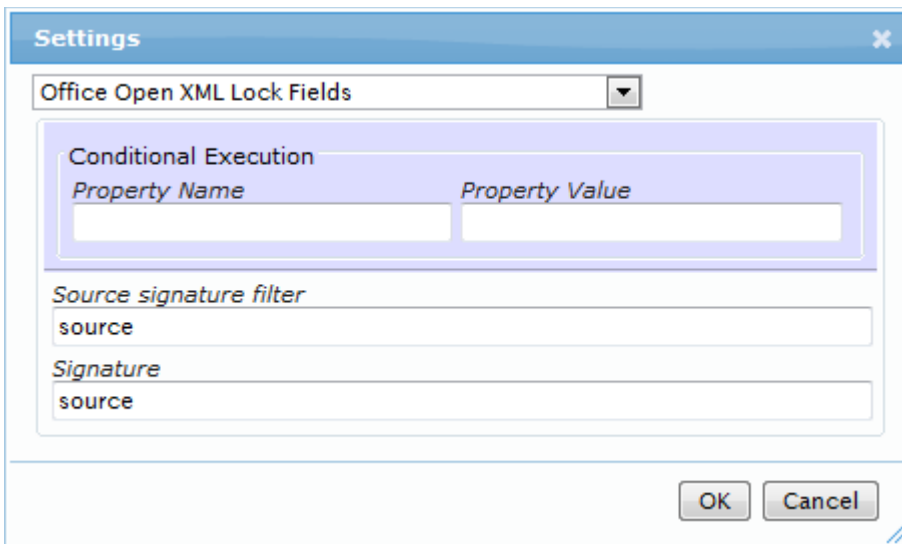 Settings
Office Open XML Lock Fields
Conditional Execution
Property Name Property Value
Source signature filter
source
Signature
source
OK Cancel